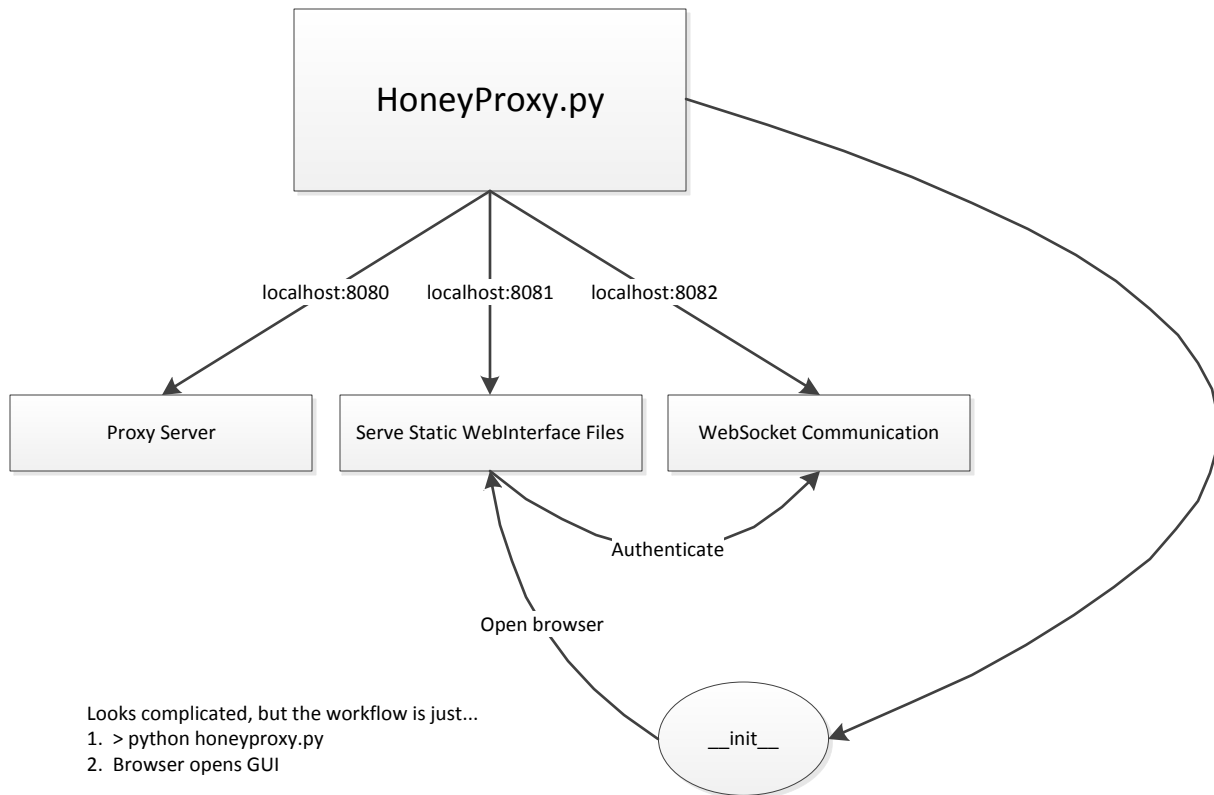 HoneyProxy.py
localhost:8080
localhost:8081
localhost:8082
Proxy Server
Serve Static WebInterface Files
WebSocket Communication
Authenticate
Open browser
__init__
Looks complicated, but the workflow is just...
1. > python honeyproxy.py
2. Browser opens GUI